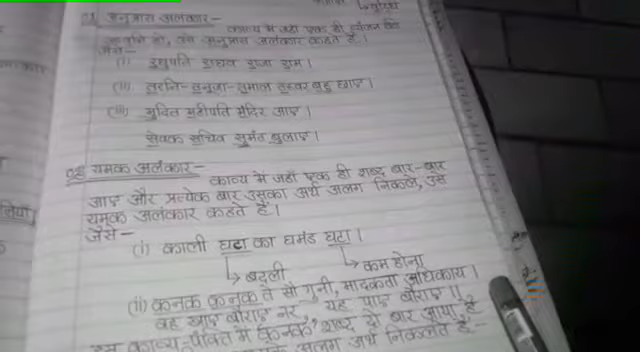 01 अनुप्रास अलंकार –
काव्य में जहाँ एक ही व्यंजन
आवृत्ति हो, उसे अनुप्रास अलंकार कहते हैं।
जैसे –
(i) रघुपति राघव राजा राम।
(ii) तरनि-तनूजा-तमाल तरुवर बहु छाए।
(iii) मुदित महीपति मंदिर आए।
सेवक सचिव सुमंत बुलाए।
02 यमक अलंकार –
काव्य में जहाँ एक ही शब्द बार-बार
आए और प्रत्येक बार उसका अर्थ अलग निकले, उसे
यमक अलंकार कहते हैं।
जैसे –
(i) काली घटा का घमंड घटा।
बदली कम होना
(ii) कनक कनक ते सौ गुनी, मादकता अधिकाय।
वह खाए बौराए नर, यह पाए बौराए॥
इस काव्य-पंक्ति में 'कनक' शब्द दो बार आया है
अलग अर्थ निकलते हैं –